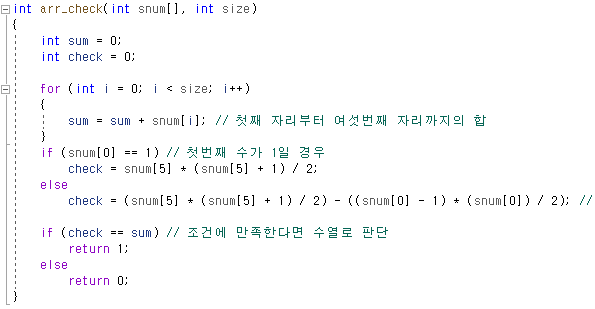 int arr_check(int snum[], int size)
{
int sum = 0;
int check = 0;
for (int i = 0; i < size; i++)
{
sum = sum + snum[i]; // 첫째 자리부터 여섯번째 자리까지의 합
}
if (snum[0] == 1) // 첫번째 수가 1일 경우
check = snum[5] * (snum[5] + 1) / 2;
else
check = (snum[5] * (snum[5] + 1) / 2) - ((snum[0] - 1) * (snum[0]) / 2); //
if (check == sum) // 조건에 만족한다면 수열로 판단
return 1;
else
return 0;
}